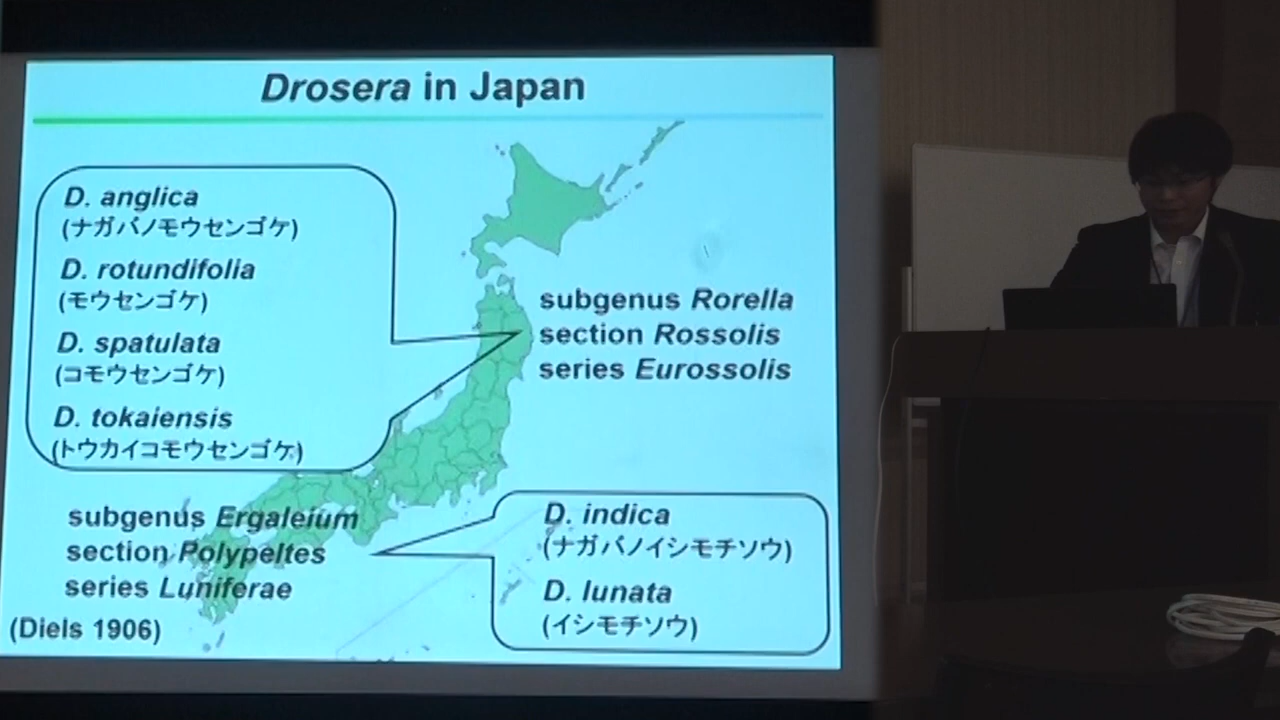 Drosera in Japan
D. anglica
(ナガバノモウセンゴケ)
D. rotundifolia
(モウセンゴケ)
D. spatulata
(コモウセンゴケ)
D. tokaiensis
(トウカイコモウセンゴケ)
subgenus Rorella
section Rossolis
series Eurossolis
subgenus Ergaleium
section Polypeltes
series Luniferae
(Diels 1906)
D. indica
(ナガバノイシモチソウ)
D. lunata
(イシモチソウ)